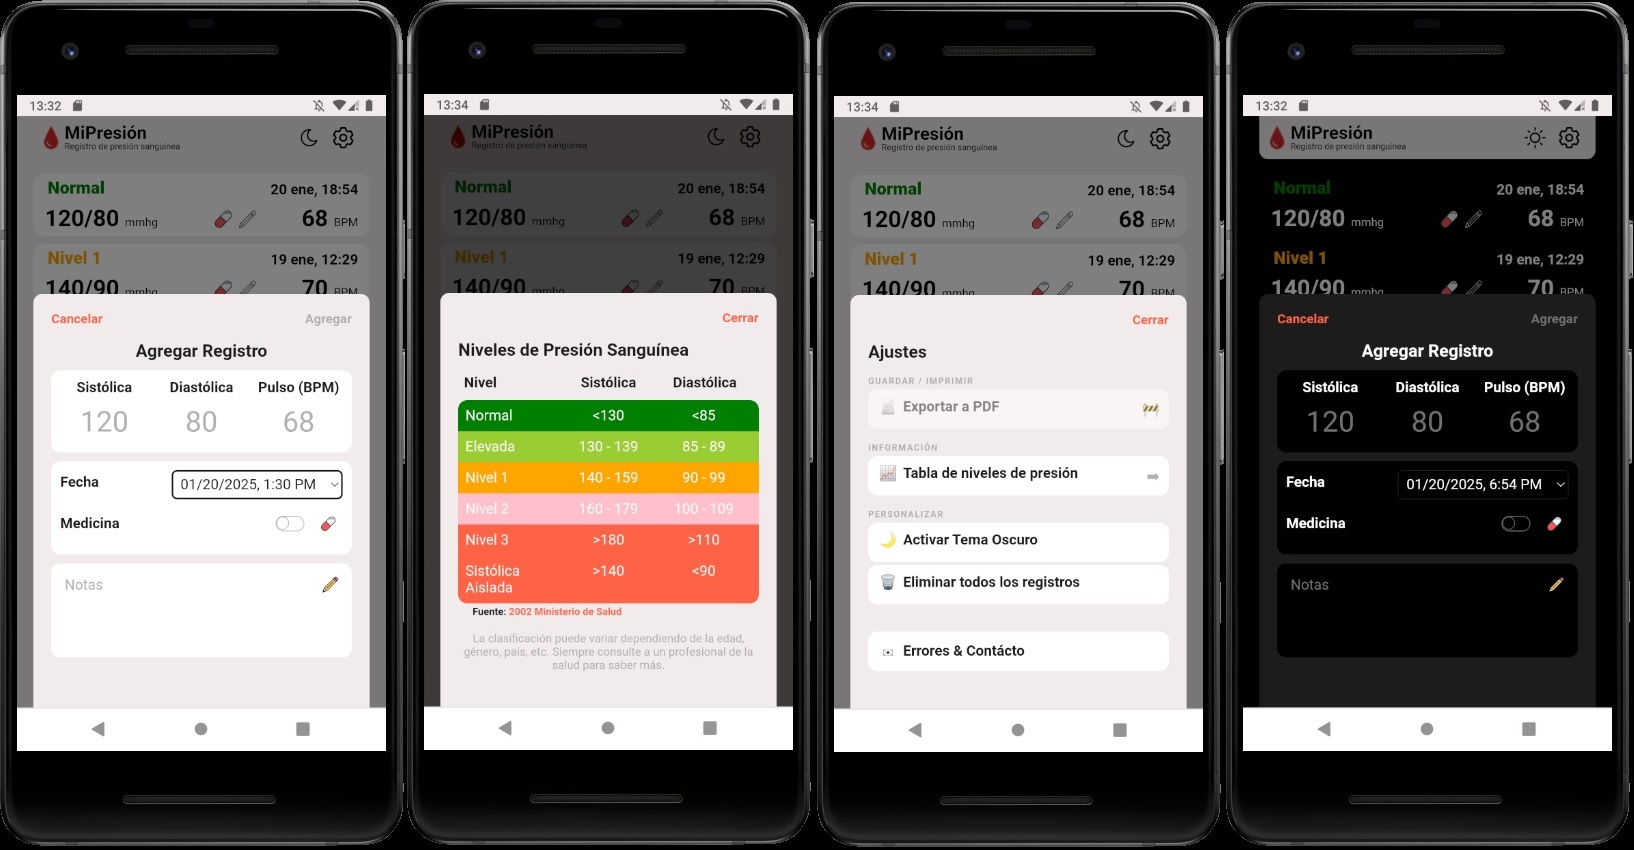 13:32
MiPresión
Registro de presión sanguínea
Normal 20 ene, 18:54
120/80 mmhg 68 BPM
Nivel 1 19 ene, 12:29
140/90 mmhg 70 BPM
Cancelar Agregar
Agregar Registro
Sistólica Diastólica Pulso (BPM)
120 80 68
Fecha 01/20/2025, 1:30 PM
Medicina
Notas
13:34
MiPresión
Registro de presión sanguínea
Normal 20 ene, 18:54
120/80 mmhg 68 BPM
Nivel 1 19 ene, 12:29
140/90 mmhg 70 BPM
Cerrar
Niveles de Presión Sanguínea
Nivel Sistólica Diastólica
Normal <130 <85
Elevada 130 - 139 85 - 89
Nivel 1 140 - 159 90 - 99
Nivel 2 160 - 179 100 - 109
Nivel 3 >180 >110
Sistólica >140 <90
Aislada
Fuente: 2002 Ministerio de Salud
La clasificación puede variar dependiendo de la edad,
género, país, etc. Siempre consulte a un profesional de la
salud para saber más.
13:34
MiPresión
Registro de presión sanguínea
Normal 20 ene, 18:54
120/80 mmhg 68 BPM
Nivel 1 19 ene, 12:29
140/90 mmhg 70 BPM
Cerrar
Ajustes
GUARDAR / IMPRIMIR
Exportar a PDF
INFORMACIÓN
Tabla de niveles de presión
PERSONALIZAR
Activar Tema Oscuro
Eliminar todos los registros
Errores & Contácto
13:32
MiPresión
Registro de presión sanguínea
Normal 20 ene, 18:54
120/80 mmhg 68 BPM
Nivel 1 19 ene, 12:29
140/90 mmhg 70 BPM
Cancelar Agregar
Agregar Registro
Sistólica Diastólica Pulso (BPM)
120 80 68
Fecha 01/20/2025, 6:54 PM
Medicina
Notas